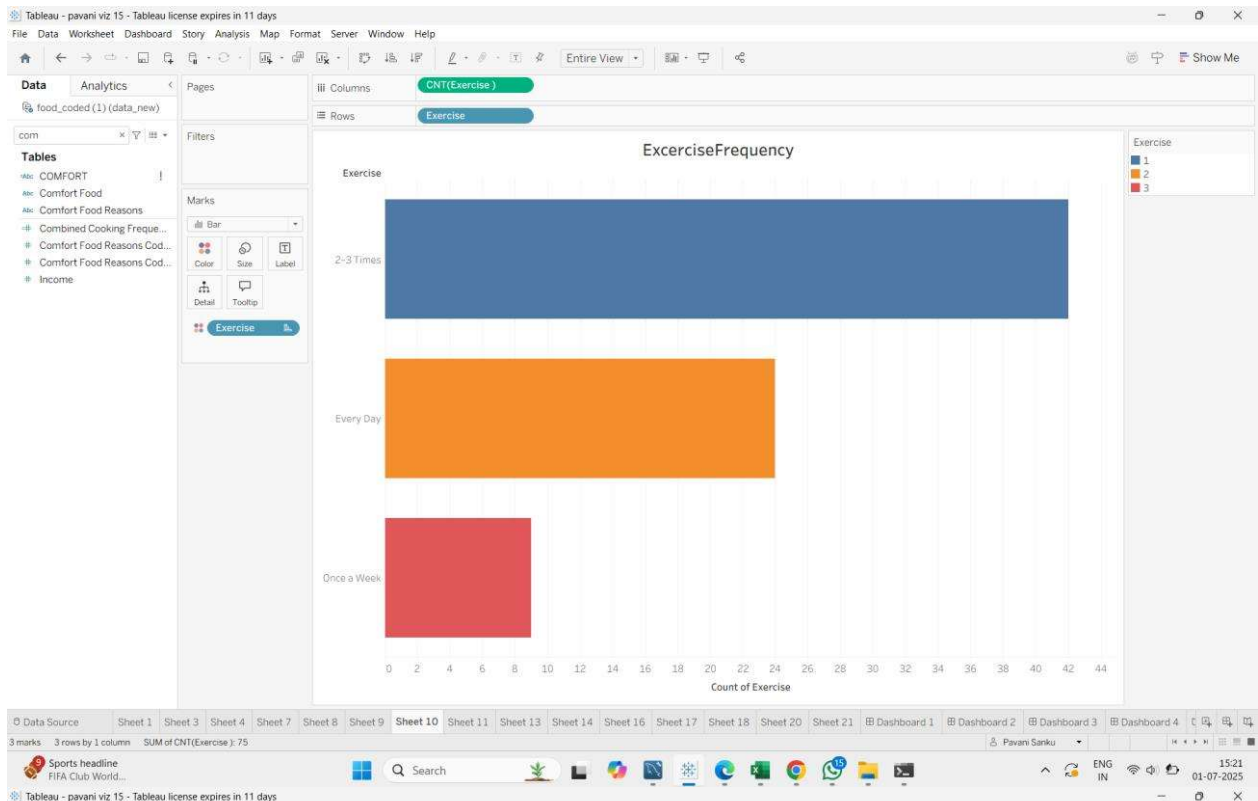 Tableau - pavani viz 15 - Tableau license expires in 11 days
File Data Worksheet Dashboard Story Analysis Map Format Server Window Help
Entire View
Show Me
Data Analytics
Pages
Columns
CNT(Exercise )
food_coded (1) (data_new)
Rows
Exercise
com
Filters
Tables
Abc COMFORT !
Abc Comfort Food
Abc Comfort Food Reasons
# Combined Cooking Freque...
# Comfort Food Reasons Cod...
# Comfort Food Reasons Cod...
# Income
Marks
Bar
Color Size Label
Detail Tooltip
Exercise
ExcerciseFrequency
Exercise
2-3 Times
Every Day
Once a Week
0 2 4 6 8 10 12 14 16 18 20 22 24 26 28 30 32 34 36 38 40 42 44
Count of Exercise
Exercise
1
2
3
Data Source Sheet 1 Sheet 3 Sheet 4 Sheet 7 Sheet 8 Sheet 9 Sheet 10 Sheet 11 Sheet 13 Sheet 14 Sheet 16 Sheet 17 Sheet 18 Sheet 20 Sheet 21 Dashboard 1 Dashboard 2 Dashboard 3 Dashboard 4
3 marks 3 rows by 1 column SUM of CNT(Exercise ): 75
Pavani Sanku
9
Sports headline
FIFA Club World...
Search
15
ENG
IN
15:21
01-07-2025
Tableau - pavani viz 15 - Tableau license expires in 11 days